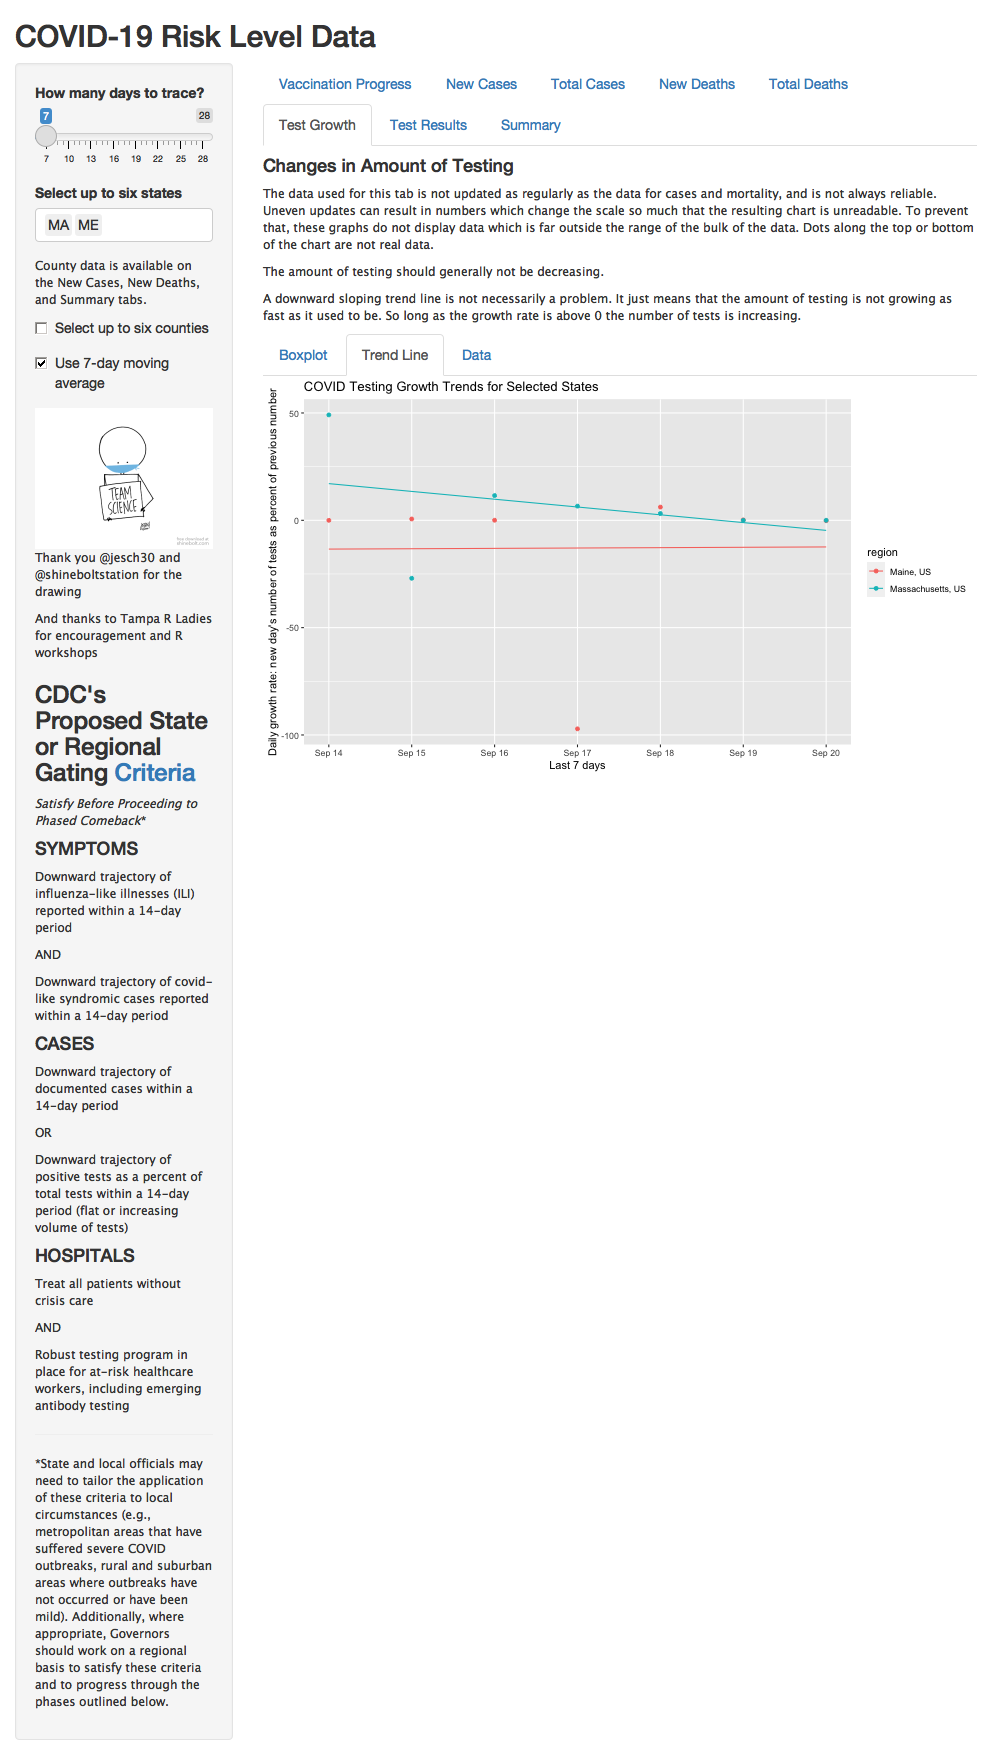 COVID-19 Risk Level Data
How many days to trace?
7
28
7 10 13 16 19 22 25 28
Select up to six states
MA ME
County data is available on
the New Cases, New Deaths,
and Summary tabs.
Select up to six counties
Use 7-day moving
average
TEAM
SCIENCE
Thank you @jesch30 and
@shineboltstation for the
drawing
And thanks to Tampa R Ladies
for encouragement and R
workshops
CDC's
Proposed State
or Regional
Gating Criteria
Satisfy Before Proceeding to
Phased Comeback*
SYMPTOMS
Downward trajectory of
influenza-like illnesses (ILI)
reported within a 14-day
period
AND
Downward trajectory of covid-
like syndromic cases reported
within a 14-day period
CASES
Downward trajectory of
documented cases within a
14-day period
OR
Downward trajectory of
positive tests as a percent of
total tests within a 14-day
period (flat or increasing
volume of tests)
HOSPITALS
Treat all patients without
crisis care
AND
Robust testing program in
place for at-risk healthcare
workers, including emerging
antibody testing
*State and local officials may
need to tailor the application
of these criteria to local
circumstances (e.g.,
metropolitan areas that have
suffered severe COVID
outbreaks, rural and suburban
areas where outbreaks have
not occurred or have been
mild). Additionally, where
appropriate, Governors
should work on a regional
basis to satisfy these criteria
and to progress through the
phases outlined below.
Vaccination Progress New Cases Total Cases New Deaths Total Deaths
Test Growth Test Results Summary
Changes in Amount of Testing
The data used for this tab is not updated as regularly as the data for cases and mortality, and is not always reliable.
Uneven updates can result in numbers which change the scale so much that the resulting chart is unreadable. To prevent
that, these graphs do not display data which is far outside the range of the bulk of the data. Dots along the top or bottom
of the chart are not real data.
The amount of testing should generally not be decreasing.
A downward sloping trend line is not necessarily a problem. It just means that the amount of testing is not growing as
fast as it used to be. So long as the growth rate is above 0 the number of tests is increasing.
Boxplot Trend Line Data
COVID Testing Growth Trends for Selected States
Daily growth rate: new day's number of tests as percent of previous number
50
0
-50
-100
Sep 14 Sep 15 Sep 16 Sep 17 Sep 18 Sep 19 Sep 20
Last 7 days
region
Maine, US
Massachusetts, US